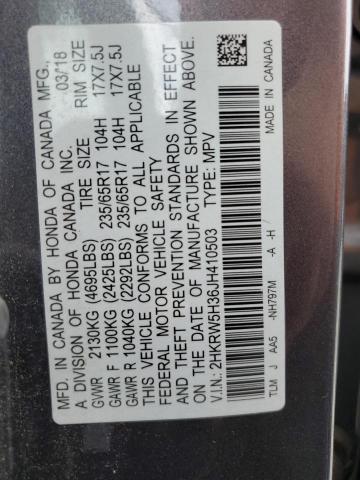 MFD. IN CANADA BY HONDA OF CANADA MFG.,
A DIVISION OF HONDA CANADA INC. 03/18
TIRE SIZE RIM SIZE
GVWR 2130KG (4695LBS)
GAWR F 1100KG (2425LBS) 235/65R17 104H 17X7.5J
GAWR R 1040KG (2292LBS) 235/65R17 104H 17X7.5J
THIS VEHICLE CONFORMS TO ALL APPLICABLE
FEDERAL MOTOR VEHICLE SAFETY
AND THEFT PREVENTION STANDARDS IN EFFECT
ON THE DATE OF MANUFACTURE SHOWN ABOVE.
V.I.N.: 2HKRW5H36JH410503 TYPE: MPV
TLM J AA5 -NH797M -A -H/ MADE IN CANADA